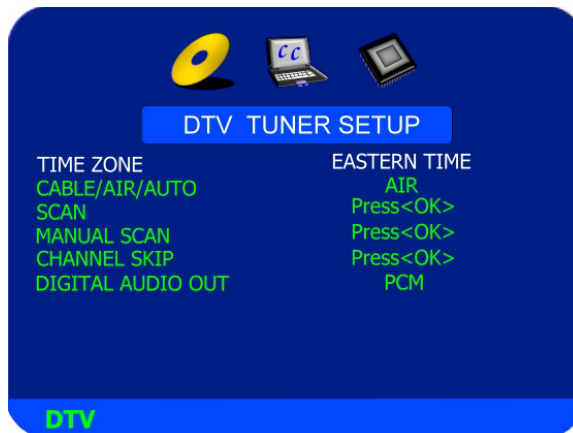 CC
DTV TUNER SETUP
TIME ZONE EASTERN TIME
CABLE/AIR/AUTO AIR
SCAN Press<OK>
MANUAL SCAN Press<OK>
CHANNEL SKIP Press<OK>
DIGITAL AUDIO OUT PCM
DTV